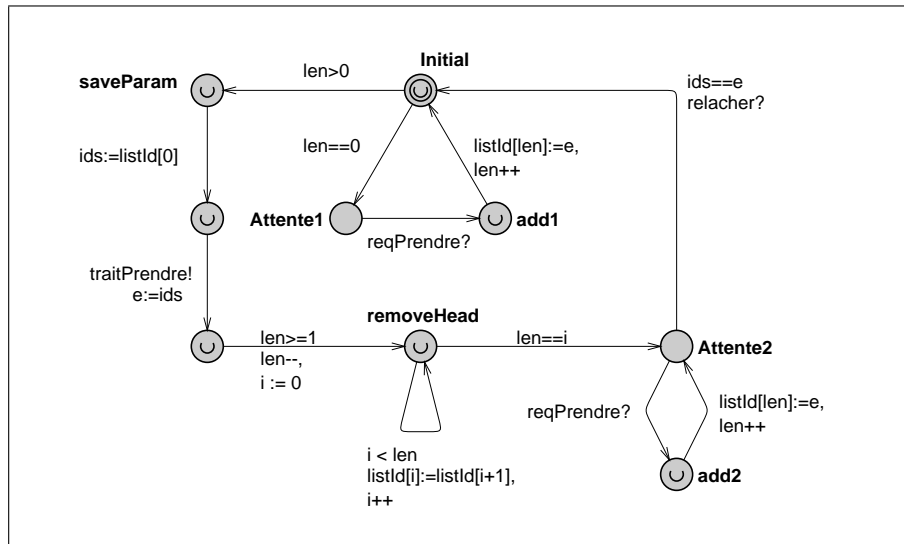 Initial
len>0
saveParam
ids==e
relacher?
ids:=listId[0]
len==0
listId[len]:=e,
len++
Attente1
add1
reqPrendre?
traitPrendre!
e:=ids
removeHead
len>=1
len--,
i := 0
len==i
Attente2
reqPrendre?
listId[len]:=e,
len++
i < len
listId[i]:=listId[i+1],
i++
add2